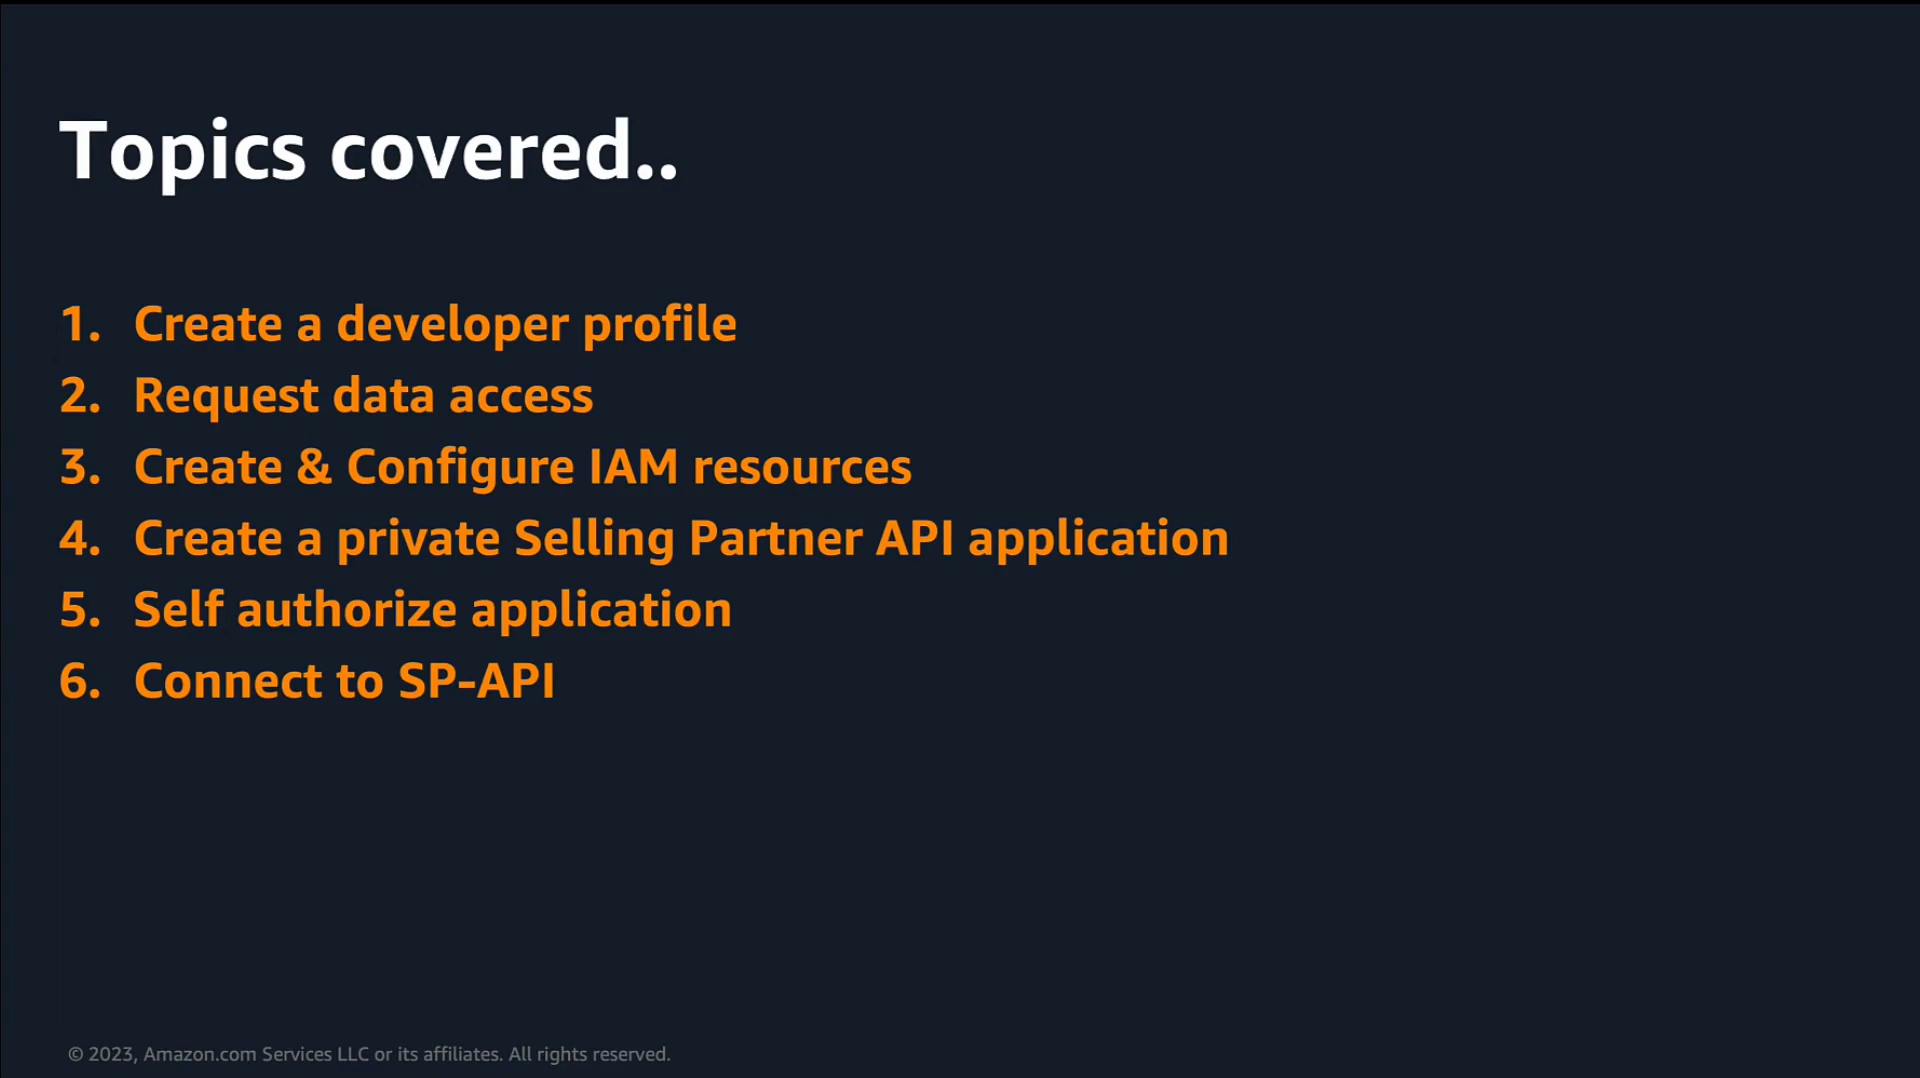 Topics covered..
1. Create a developer profile
2. Request data access
3. Create & Configure IAM resources
4. Create a private Selling Partner API application
5. Self authorize application
6. Connect to SP-API
© 2023, Amazon.com Services LLC or its affiliates. All rights reserved.